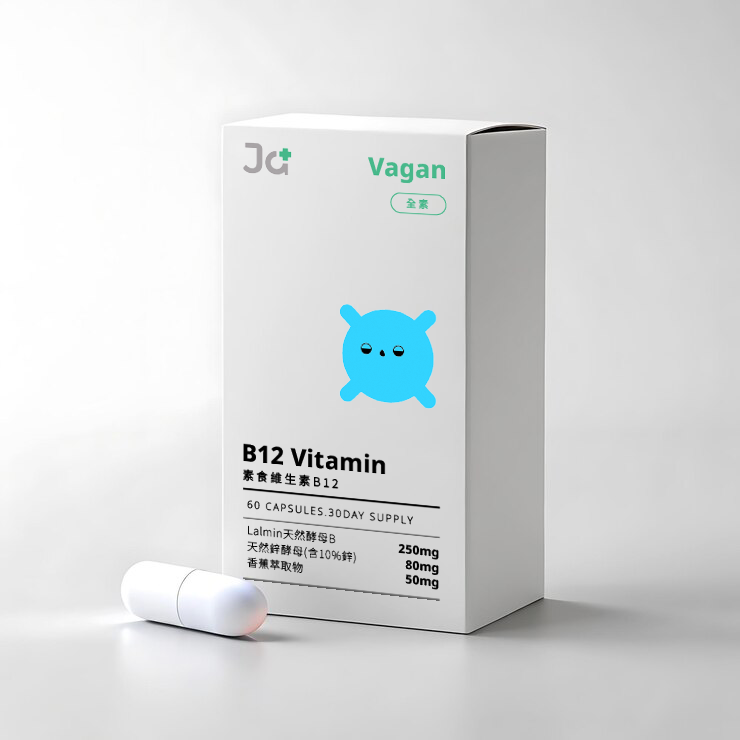 JG+
Vagan
全素
B12 Vitamin
素食維生素B12
60 CAPSULES.30DAY SUPPLY
Lalmin天然酵母B 250mg
天然鋅酵母(含10%鋅) 80mg
香蕉萃取物 50mg